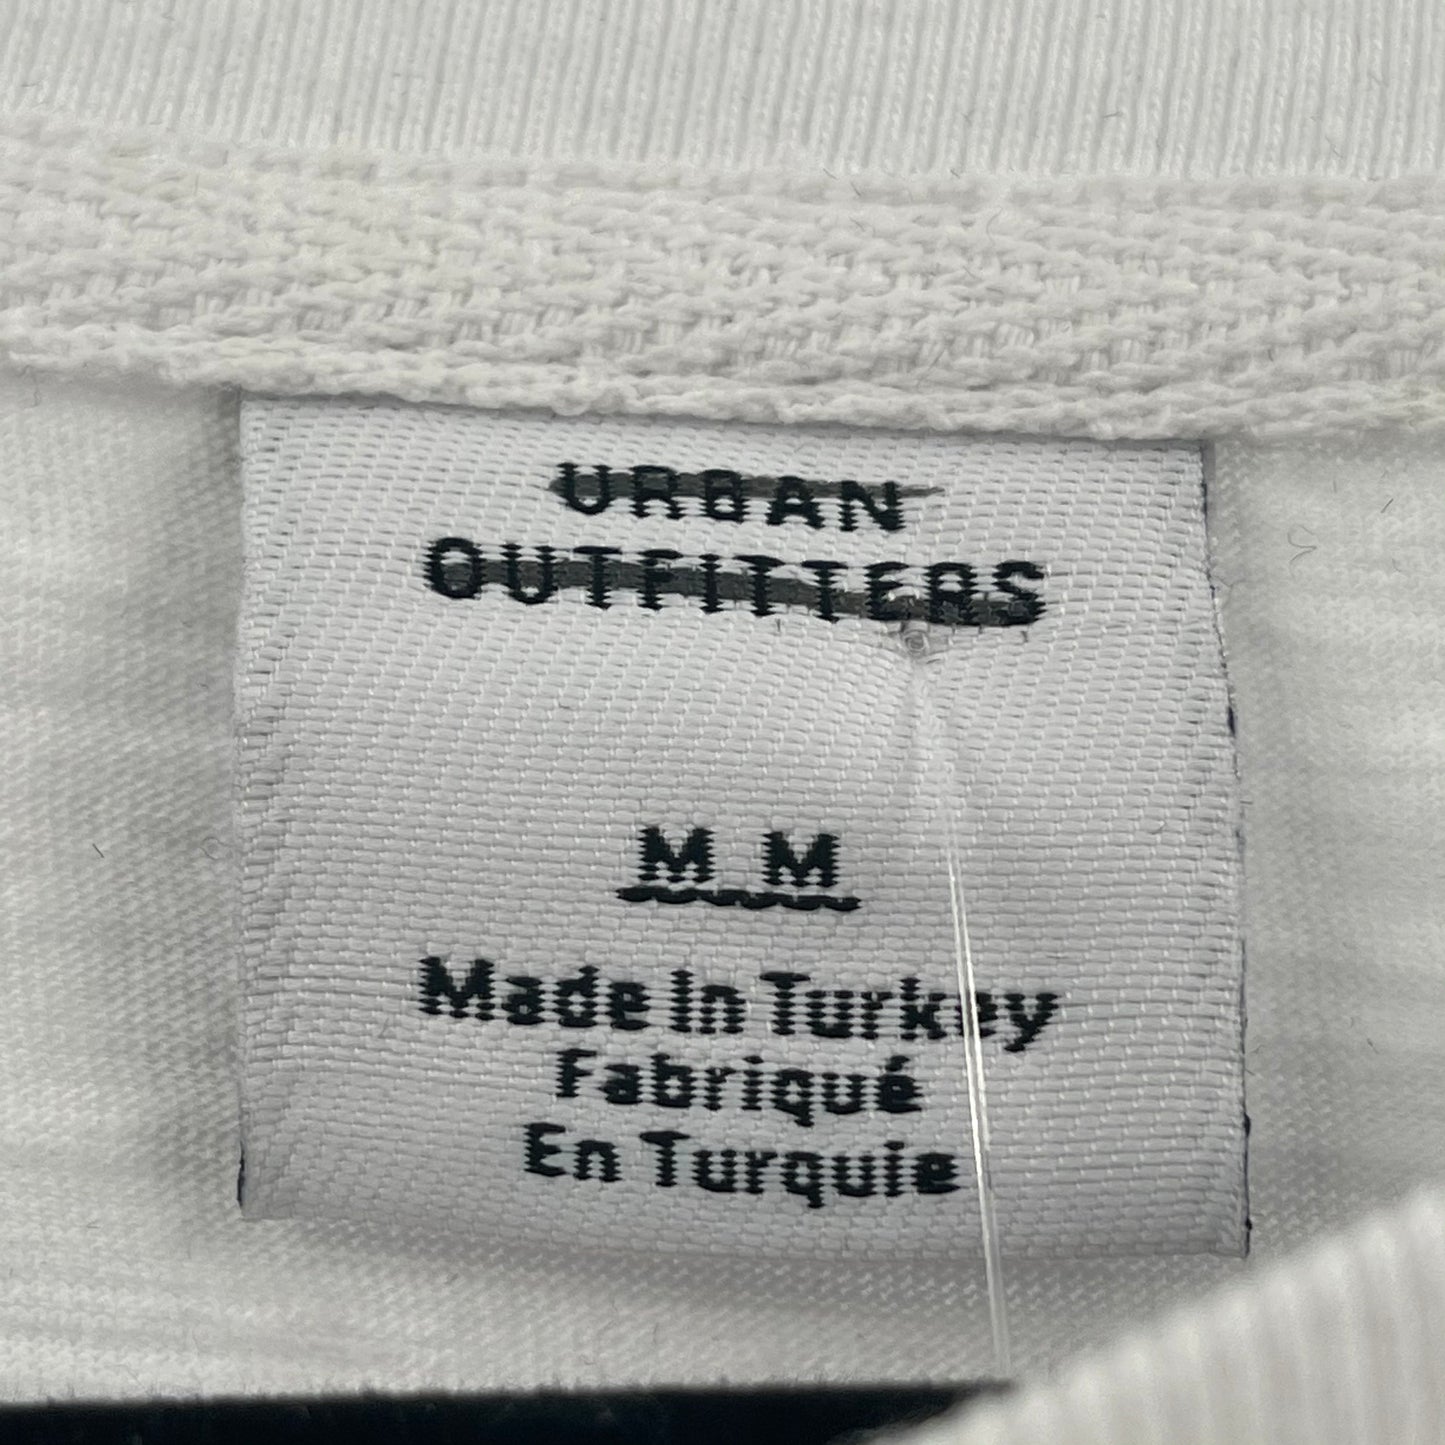 URBAN
OUTFITTERS
M M
Made In Turkey
Fabriqué
En Turquie